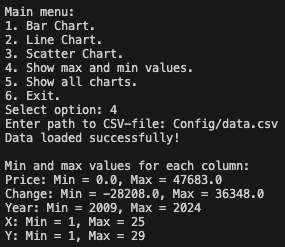 Main menu:
1. Bar Chart.
2. Line Chart.
3. Scatter Chart.
4. Show max and min values.
5. Show all charts.
6. Exit.
Select option: 4
Enter path to CSV-file: Config/data.csv
Data loaded successfully!
Min and max values for each column:
Price: Min = 0.0, Max = 47683.0
Change: Min = -28208.0, Max = 36348.0
Year: Min = 2009, Max = 2024
X: Min = 1, Max = 25
Y: Min = 1, Max = 29